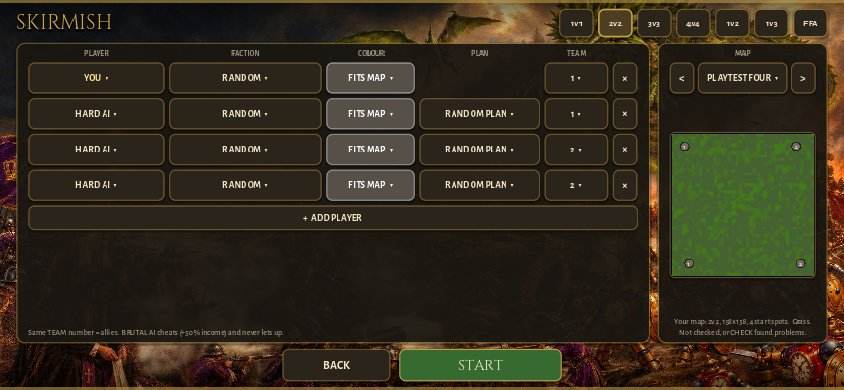 SKIRMISH
1V1 2V2 3V3 4V4 1V2 1V3 FFA
PLAYER FACTION COLOUR PLAN TEAM MAP
YOU RANDOM FITS MAP 1 × < PLAYTEST FOUR >
HARD AI RANDOM FITS MAP RANDOM PLAN 1 ×
HARD AI RANDOM FITS MAP RANDOM PLAN 2 ×
HARD AI RANDOM FITS MAP RANDOM PLAN 2 ×
+ ADD PLAYER
Same TEAM number = allies. BRUTAL AI cheats (+50% income) and never lets up.
Your map: 2v2, 158x158, 4 start spots. Grass.
Not checked, or CHECK found problems.
BACK START